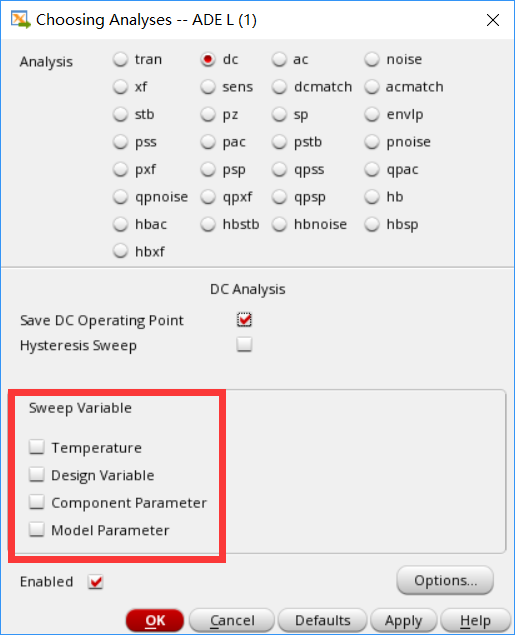 Choosing Analyses -- ADE L (1)
Analysis tran dc ac noise
xf sens dcmatch acmatch
stb pz sp envlp
pss pac pstb pnoise
pxf psp qpss qpac
qpnoise qpxf qpsp hb
hbac hbstb hbnoise hbsp
hbxf
DC Analysis
Save DC Operating Point
Hysteresis Sweep
Sweep Variable
Temperature
Design Variable
Component Parameter
Model Parameter
Enabled Options...
OK Cancel Defaults Apply Help